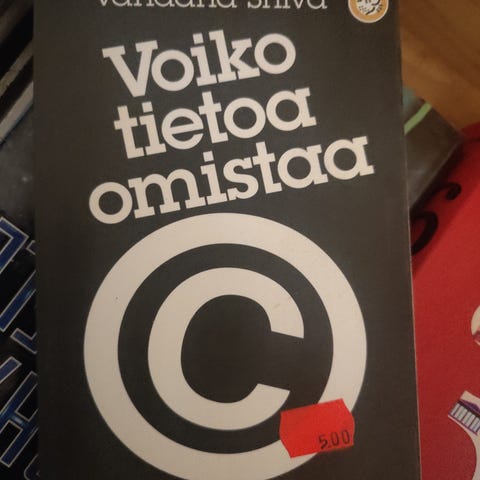 vandana shiva
Voiko
tietoa
omistaa
©
5.00